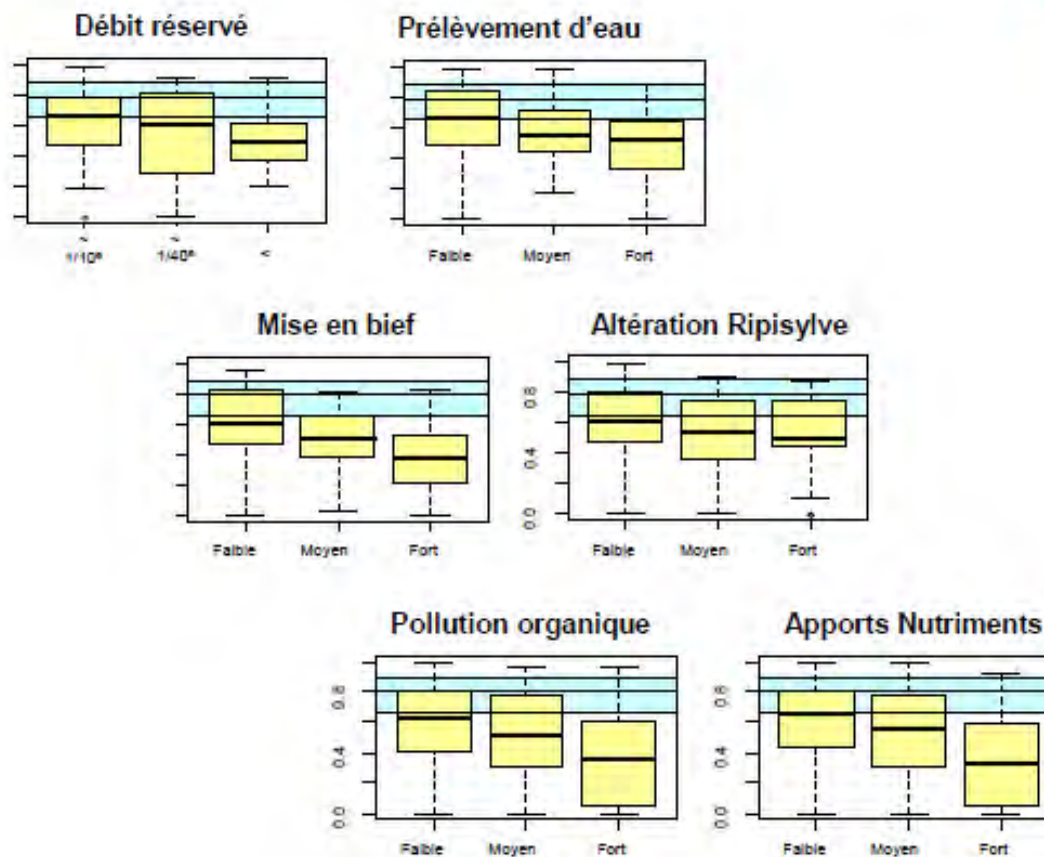 Débit réservé
Prélèvement d'eau
>
1/10ᵉ
>
1/40ᵉ
<
Faible Moyen Fort
Mise en bief
Altération Ripisylve
0.8
0.4
0.0
Faible Moyen Fort
Faible Moyen Fort
Pollution organique
Apports Nutriments
0.8
0.4
0.0
0.8
0.4
0.0
Faible Moyen Fort
Faible Moyen Fort